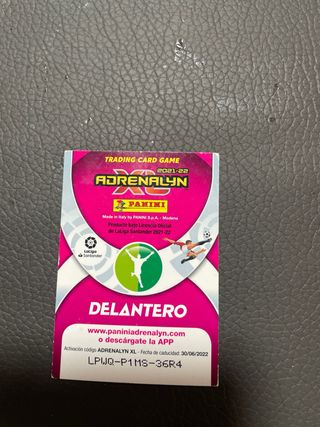 TRADING CARD GAME
2021-22
ADRENALYN
XL
PANINI
Made in Italy by PANINI S.p.A. - Modena
Producto bajo Licencia Oficial
de LaLiga Santander 2021-22
LaLiga
Santander
DELANTERO
www.paniniadrenalyn.com
o descárgate la APP
Activación código ADRENALYN XL - Fecha de caducidad: 30/06/2022
LPWQ-P1MS-36R4